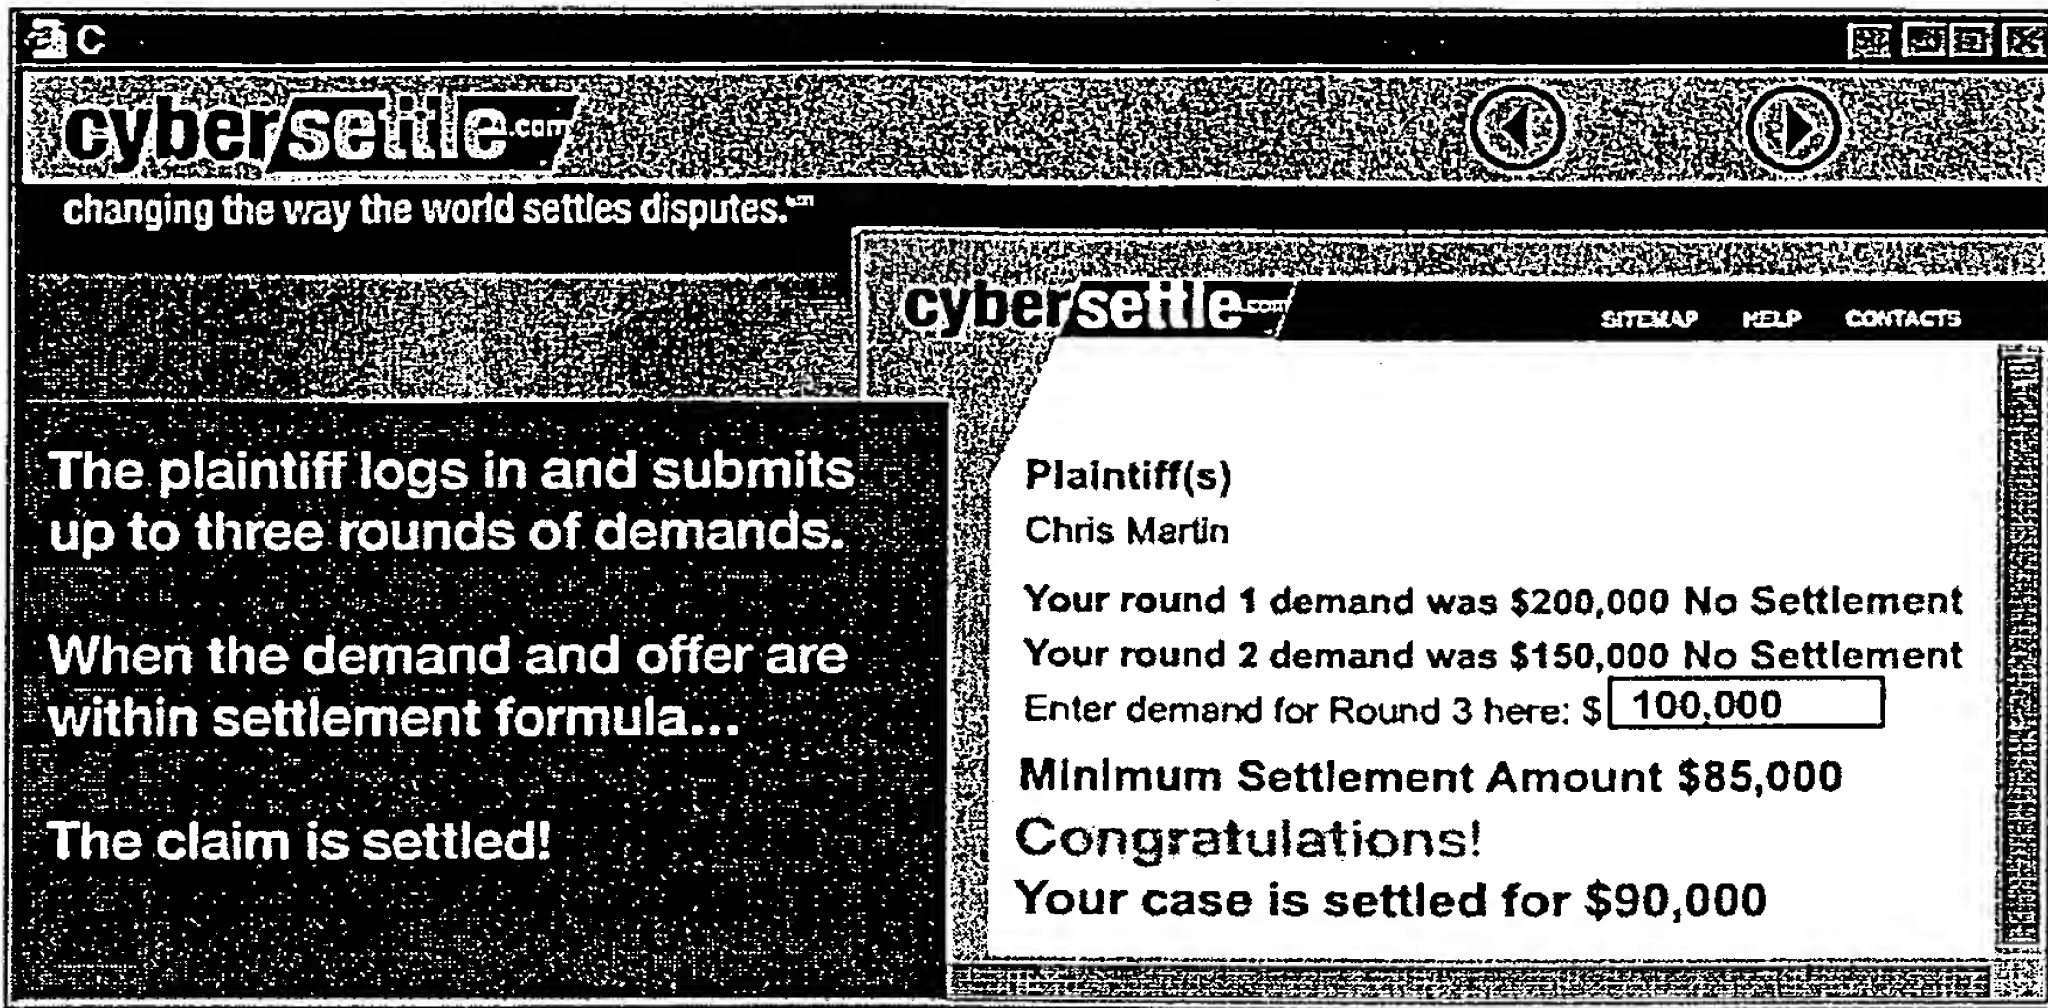 C
cybersettle.com
changing the way the world settles disputes.
cybersettle.com
SITEMAP HELP CONTACTS
The plaintiff logs in and submits
up to three rounds of demands.
When the demand and offer are
within settlement formula...
The claim is settled!
Plaintiff(s)
Chris Martin
Your round 1 demand was $200,000 No Settlement
Your round 2 demand was $150,000 No Settlement
Enter demand for Round 3 here: $ 100,000
Minimum Settlement Amount $85,000
Congratulations!
Your case is settled for $90,000